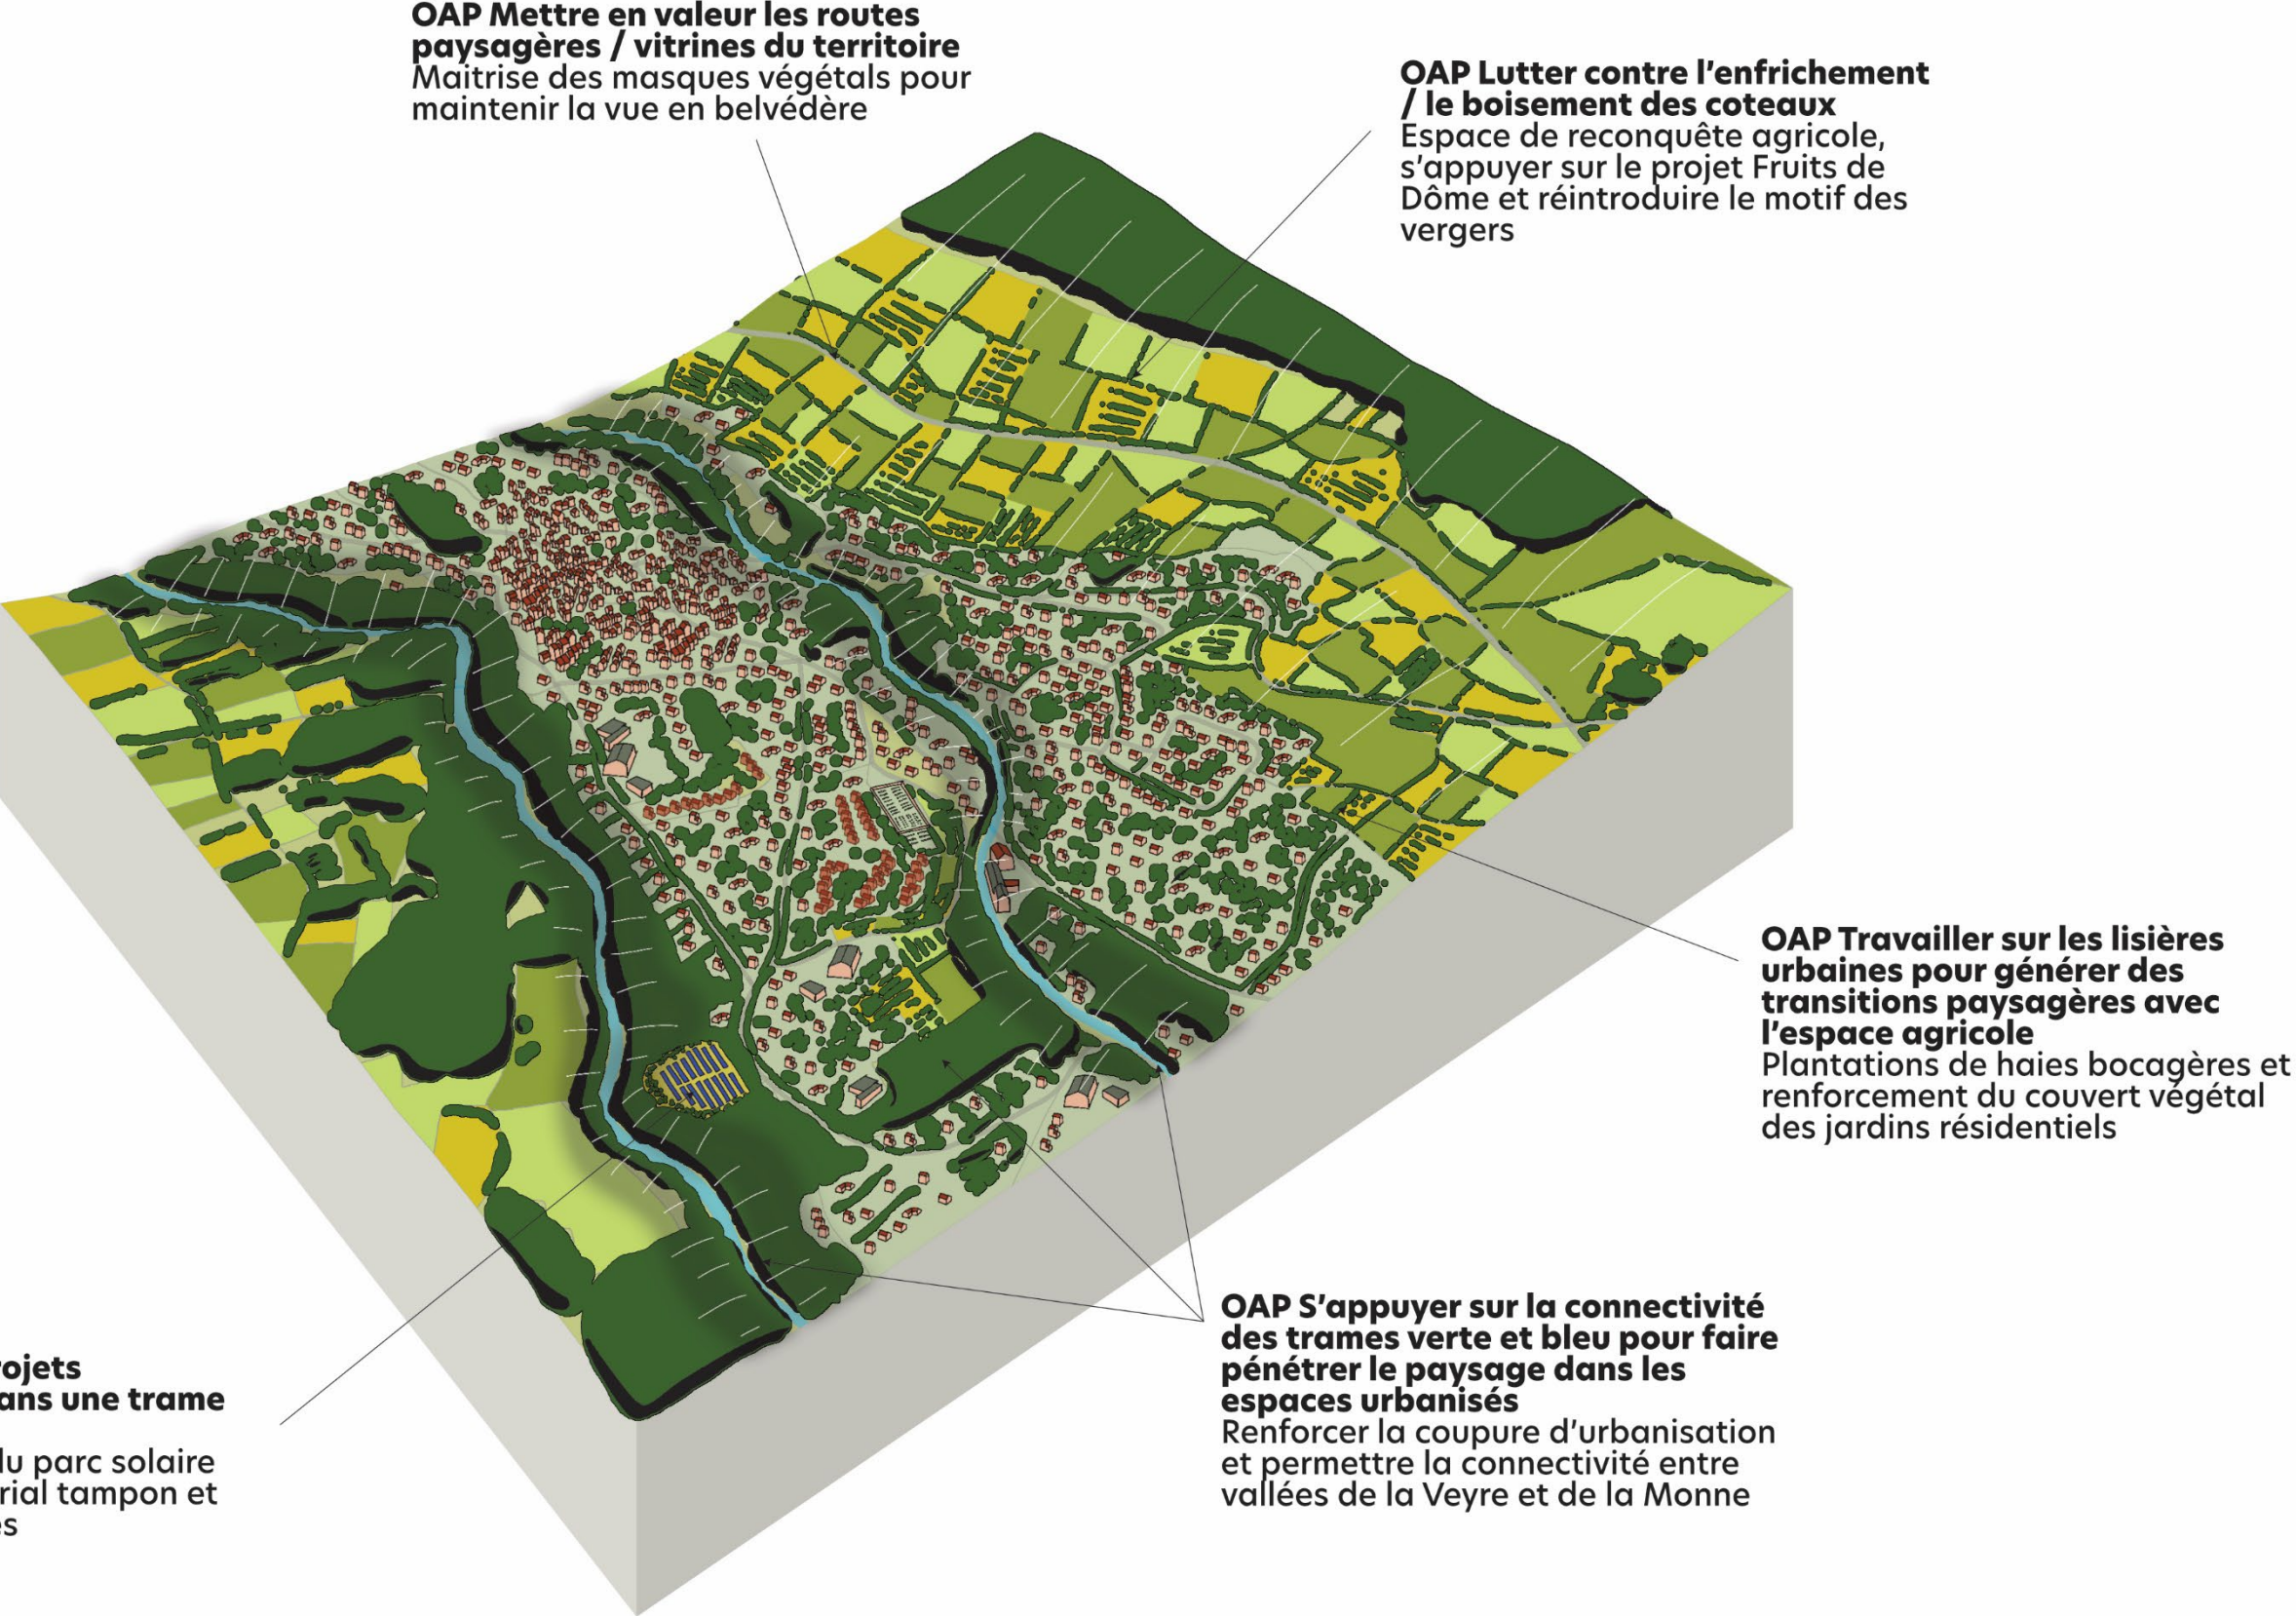 OAP Mettre en valeur les routes
paysagères / vitrines du territoire
Maitrise des masques végétals pour
maintenir la vue en belvédère
OAP Lutter contre l'enfrichement
/ le boisement des coteaux
Espace de reconquête agricole,
s'appuyer sur le projet Fruits de
Dôme et réintroduire le motif des
vergers
OAP Travailler sur les lisières
urbaines pour générer des
transitions paysagères avec
l'espace agricole
Plantations de haies bocagères et
renforcement du couvert végétal
des jardins résidentiels
OAP S'appuyer sur la connectivité
des trames verte et bleu pour faire
pénétrer le paysage dans les
espaces urbanisés
Renforcer la coupure d'urbanisation
et permettre la connectivité entre
vallées de la Veyre et de la Monne
une trame
parc solaire
tampon et